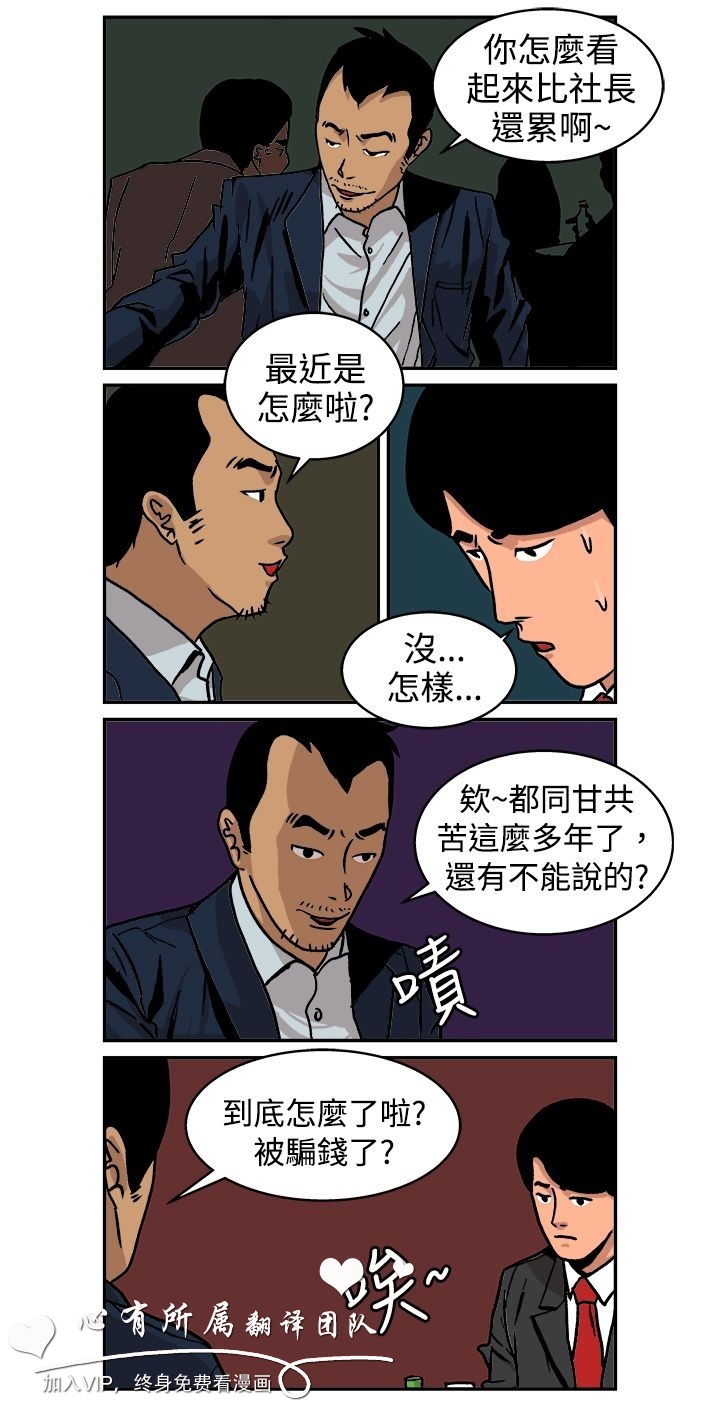 你怎麼看
起來比社長
還累啊~
最近是
怎麼啦?
沒...
怎樣...
欸~都同甘共
苦這麼多年了，
還有不能說的?
嘖
到底怎麼了啦?
被騙錢了?
唉~
心有所属翻译团队
加入VIP，终身免费看漫画